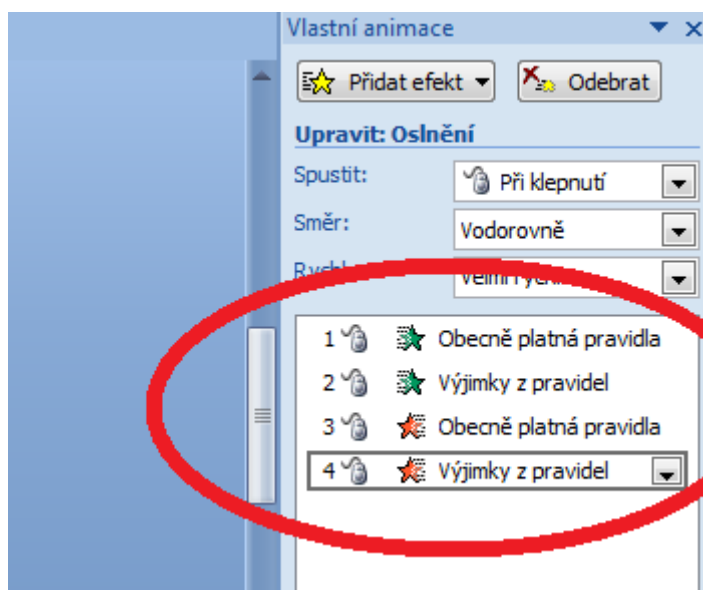 Vlastní animace
Přidat efekt
Odebrat
Upravit: Oslnění
Spustit:
Při klepnutí
Směr:
Vodorovně
1 Obecně platná pravidla
2 Výjimky z pravidel
3 Obecně platná pravidla
4 Výjimky z pravidel